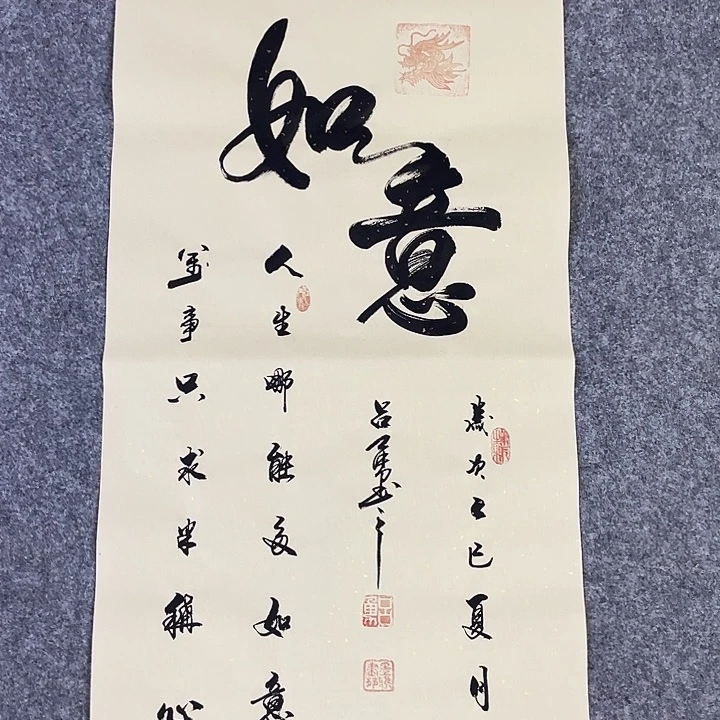 如意
人生哪能多如意
萬事只求半稱
歲次乙巳夏月
吕